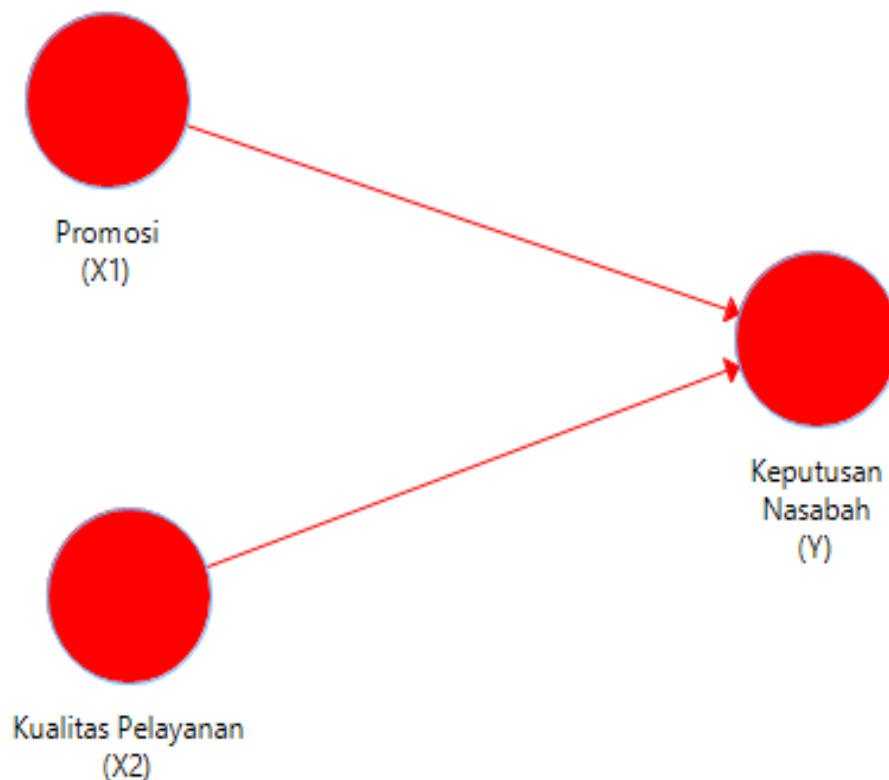 Promosi
(X1)
Keputusan
Nasabah
(Y)
Kualitas Pelayanan
(X2)